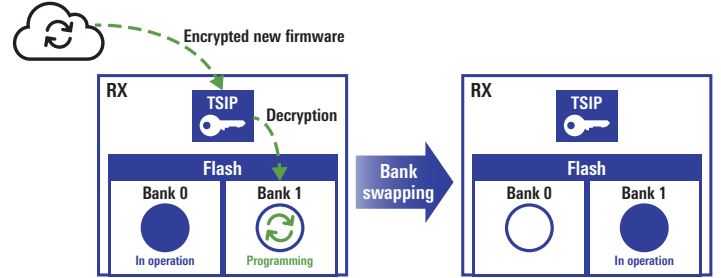 Encrypted new firmware
RX
TSIP
Decryption
Flash
Bank 0
Bank 1
In operation
Programming
Bank
swapping
RX
TSIP
Flash
Bank 0
Bank 1
In operation